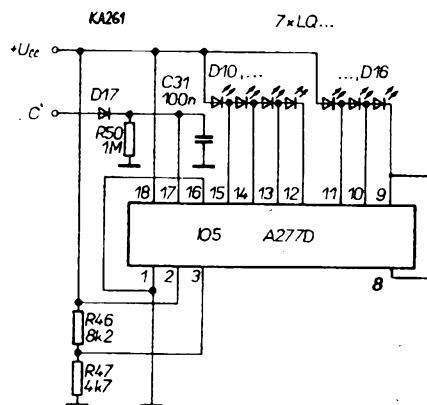 KA261 7×LQ...
+Ucc
D10,... ...,D16
C' D17 C31
100n
R50
1M
18 17 16 15 14 13 12 11 10 9
IO5 A277D
1 2 3 8
R46
8k2
R47
4k7